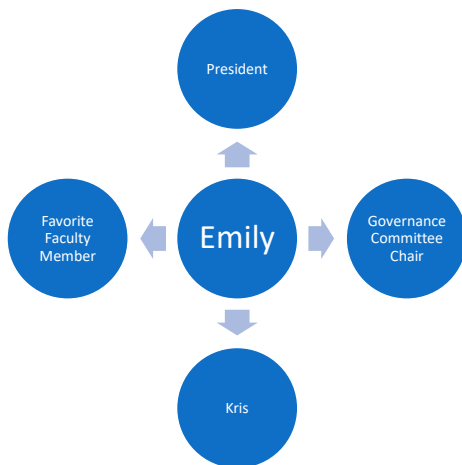 President
Favorite
Faculty
Member
Emily
Governance
Committee
Chair
Kris